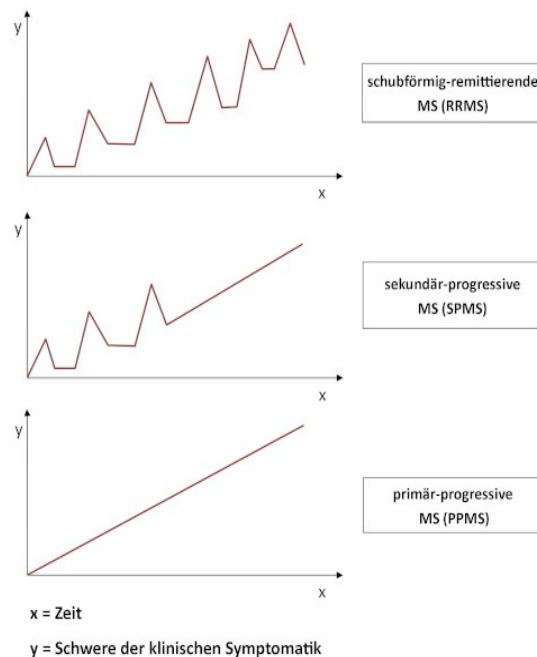 y
schubförmig-remittierende
MS (RRMS)
x
y
sekundär-progressive
MS (SPMS)
x
y
primär-progressive
MS (PPMS)
x
x = Zeit
y = Schwere der klinischen Symptomatik